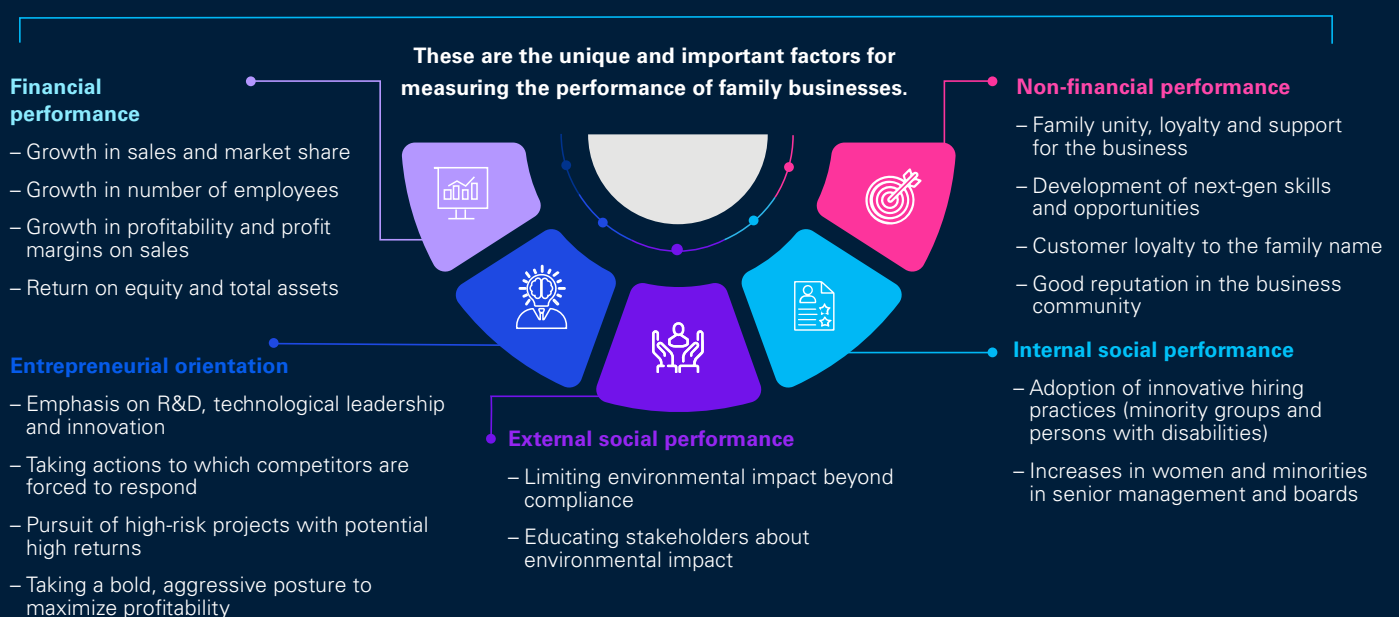 These are the unique and important factors for
measuring the performance of family businesses.
Financial
performance
– Growth in sales and market share
– Growth in number of employees
– Growth in profitability and profit
margins on sales
– Return on equity and total assets
Entrepreneurial orientation
– Emphasis on R&D, technological leadership
and innovation
– Taking actions to which competitors are
forced to respond
– Pursuit of high-risk projects with potential
high returns
– Taking a bold, aggressive posture to
maximize profitability
External social performance
– Limiting environmental impact beyond
compliance
– Educating stakeholders about
environmental impact
Non-financial performance
– Family unity, loyalty and support
for the business
– Development of next-gen skills
and opportunities
– Customer loyalty to the family name
– Good reputation in the business
community
Internal social performance
– Adoption of innovative hiring
practices (minority groups and
persons with disabilities)
– Increases in women and minorities
in senior management and boards